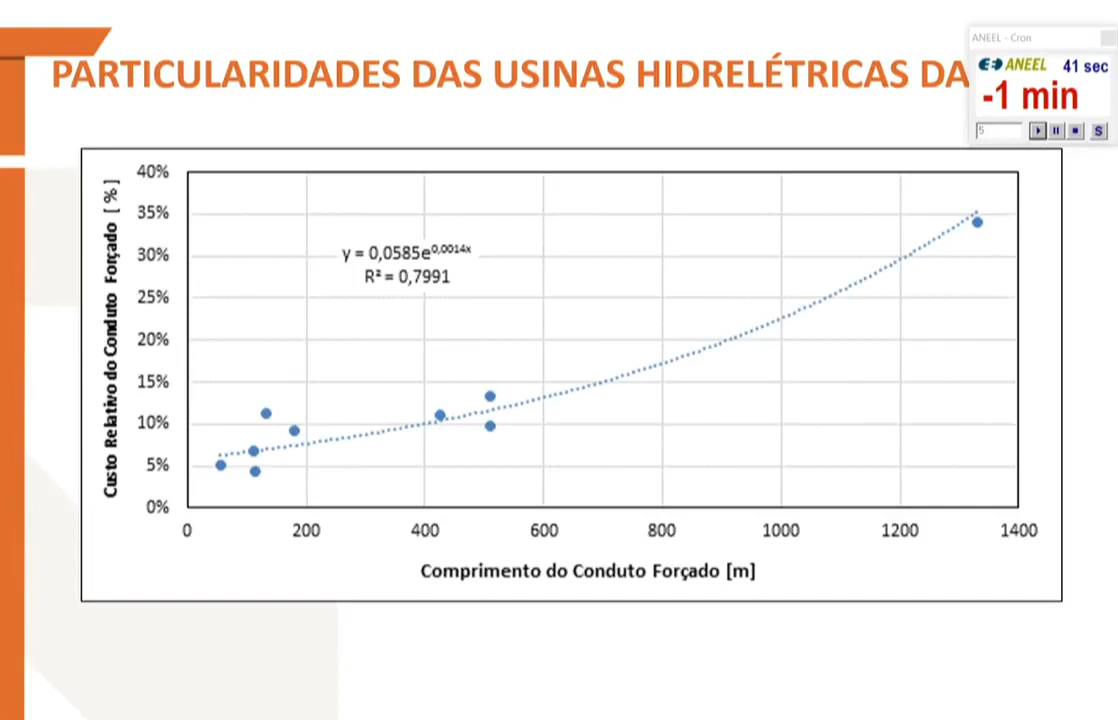 PARTICULARIDADES DAS USINAS HIDRELÉTRICAS DA
ANEEL - Cron
ANEEL 41 sec
-1 min
5
S
Custo Relativo do Conduto Forçado [ % ]
40%
35%
30%
25%
20%
15%
10%
5%
0%
y = 0,0585e^0,0014x
R² = 0,7991
0 200 400 600 800 1000 1200 1400
Comprimento do Conduto Forçado [m]